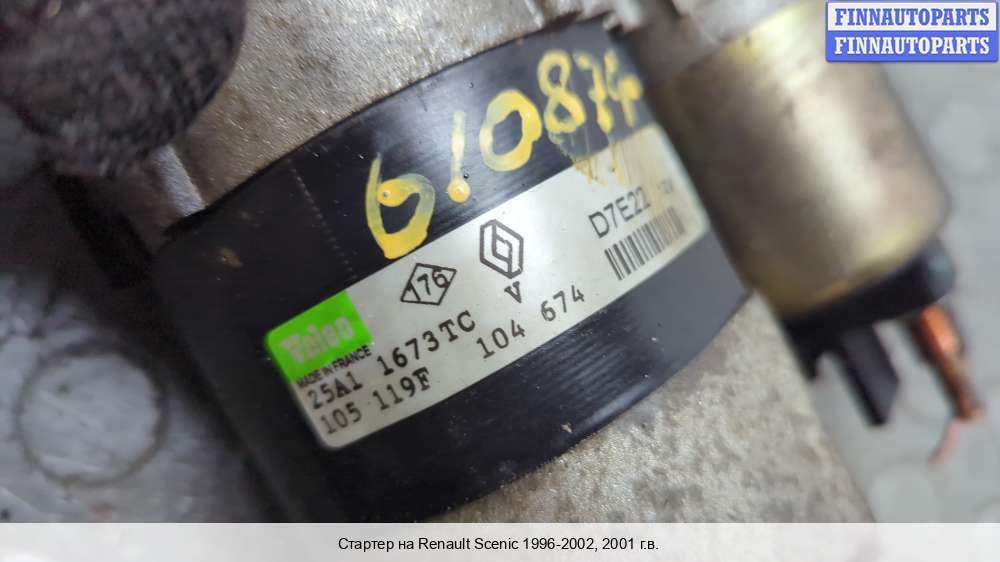 FINNAUTOPARTS
FINNAUTOPARTS
610874
D7E22 12V
176
V
Valeo
MADE IN FRANCE
25A1 1673TC
104 674
105 119F
Стартер на Renault Scenic 1996-2002, 2001 г.в.